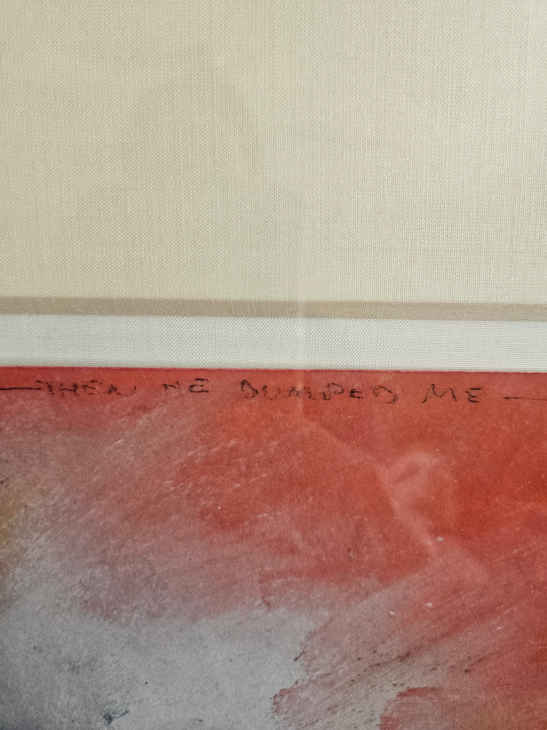 — THEN HE DUMPED ME —